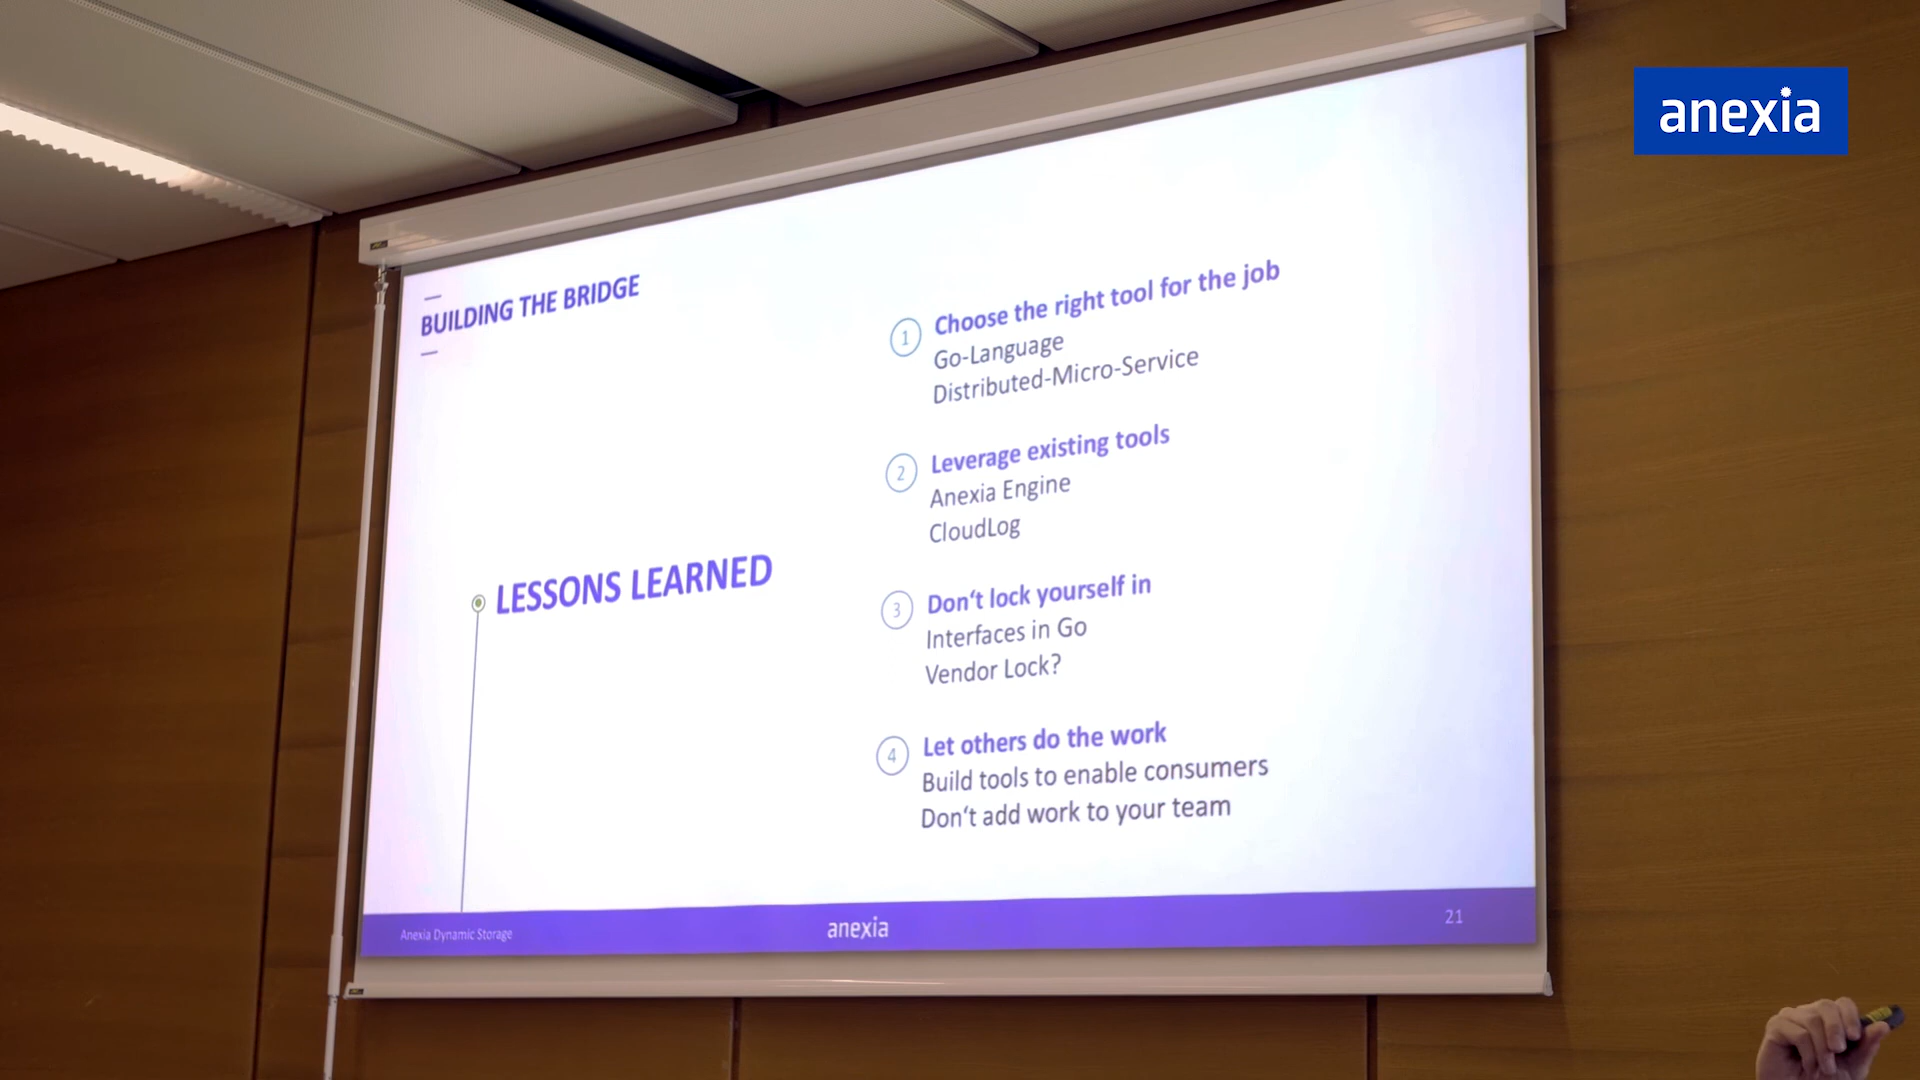 anexia
BUILDING THE BRIDGE
LESSONS LEARNED
1 Choose the right tool for the job
Go-Language
Distributed-Micro-Service
2 Leverage existing tools
Anexia Engine
CloudLog
3 Don‘t lock yourself in
Interfaces in Go
Vendor Lock?
4 Let others do the work
Build tools to enable consumers
Don‘t add work to your team
Anexia Dynamic Storage
anexia
21